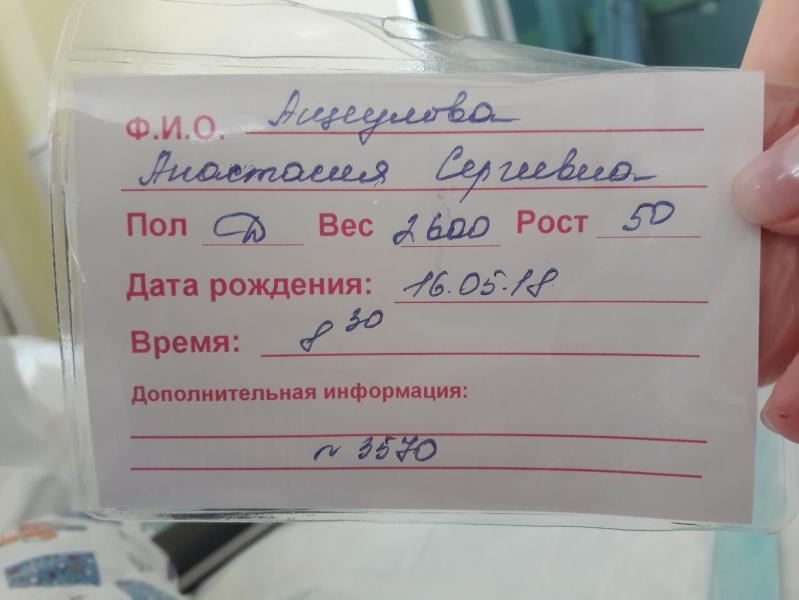 Ф.И.О. Ащеулова
Анастасия Сергеевна
Пол Д Вес 2600 Рост 50
Дата рождения: 16.05.18
Время: 8 30
Дополнительная информация:
№ 3570